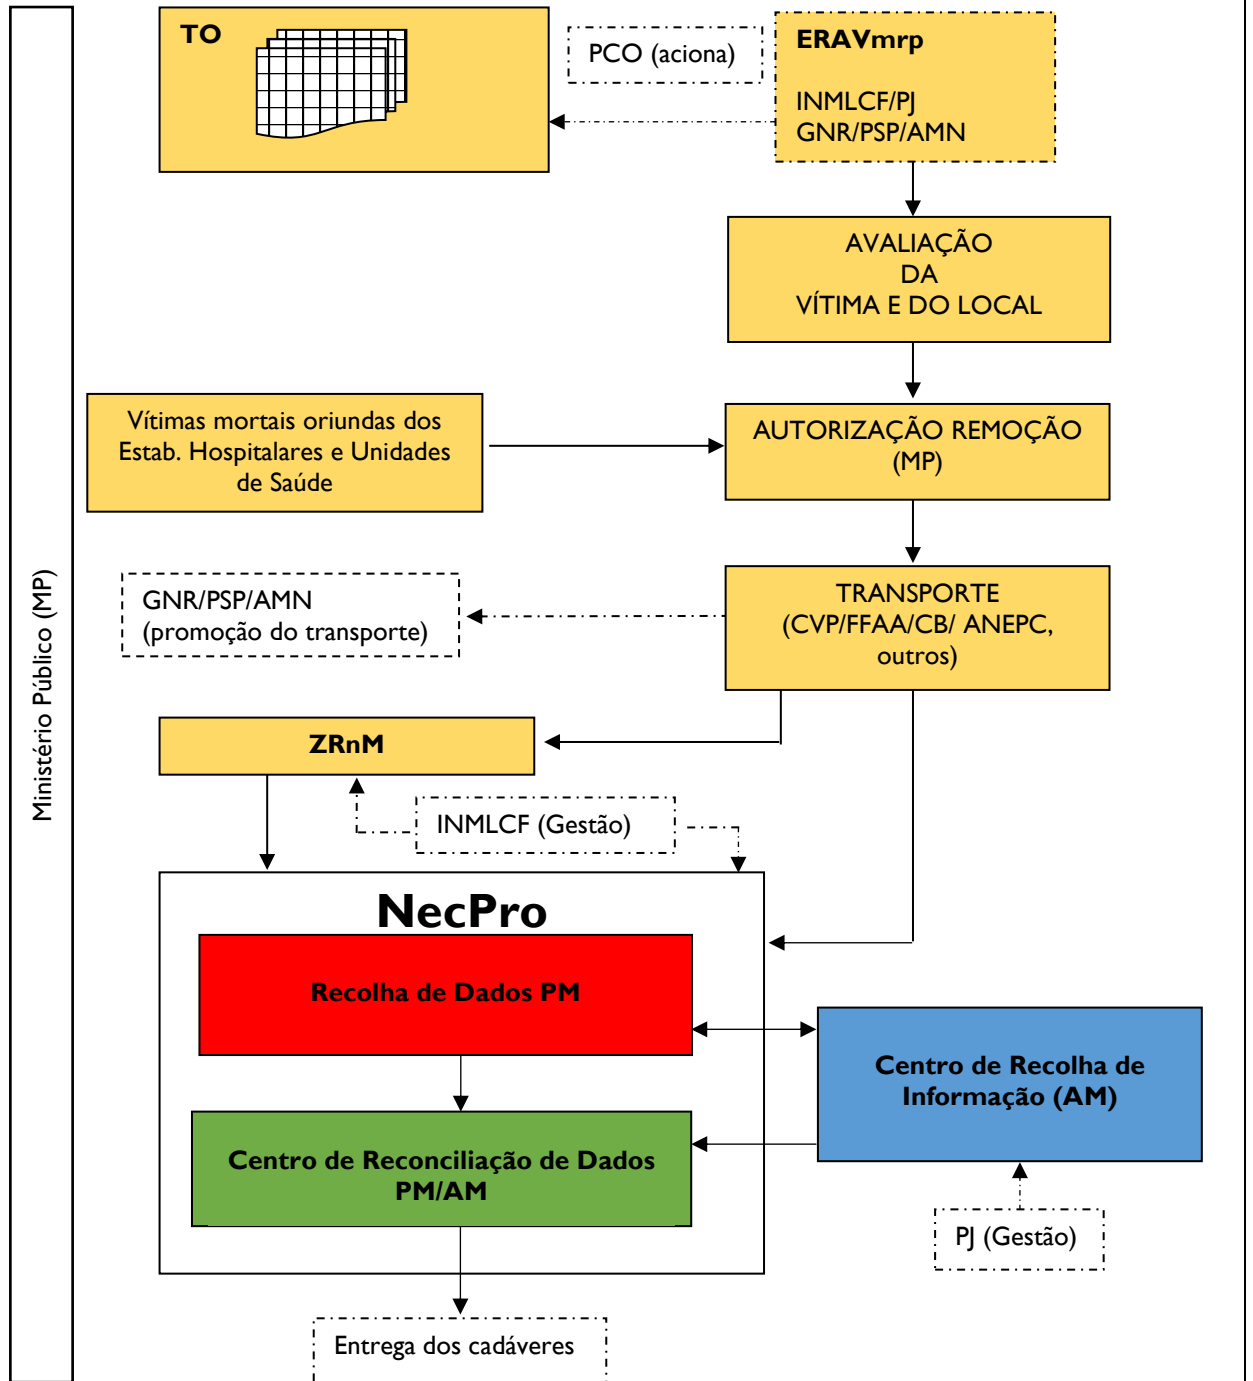 TO
PCO (aciona)
ERAVmrp
INMLCF/PJ
GNR/PSP/AMN
AVALIAÇÃO
DA
VÍTIMA E DO LOCAL
Vítimas mortais oriundas dos
Estab. Hospitalares e Unidades
de Saúde
AUTORIZAÇÃO REMOÇÃO
(MP)
GNR/PSP/AMN
(promoção do transporte)
TRANSPORTE
(CVP/FFAA/CB/ ANEPC,
outros)
Ministério Público (MP)
ZRnM
INMLCF (Gestão)
NecPro
Recolha de Dados PM
Centro de Recolha de
Informação (AM)
Centro de Reconciliação de Dados
PM/AM
PJ (Gestão)
Entrega dos cadáveres